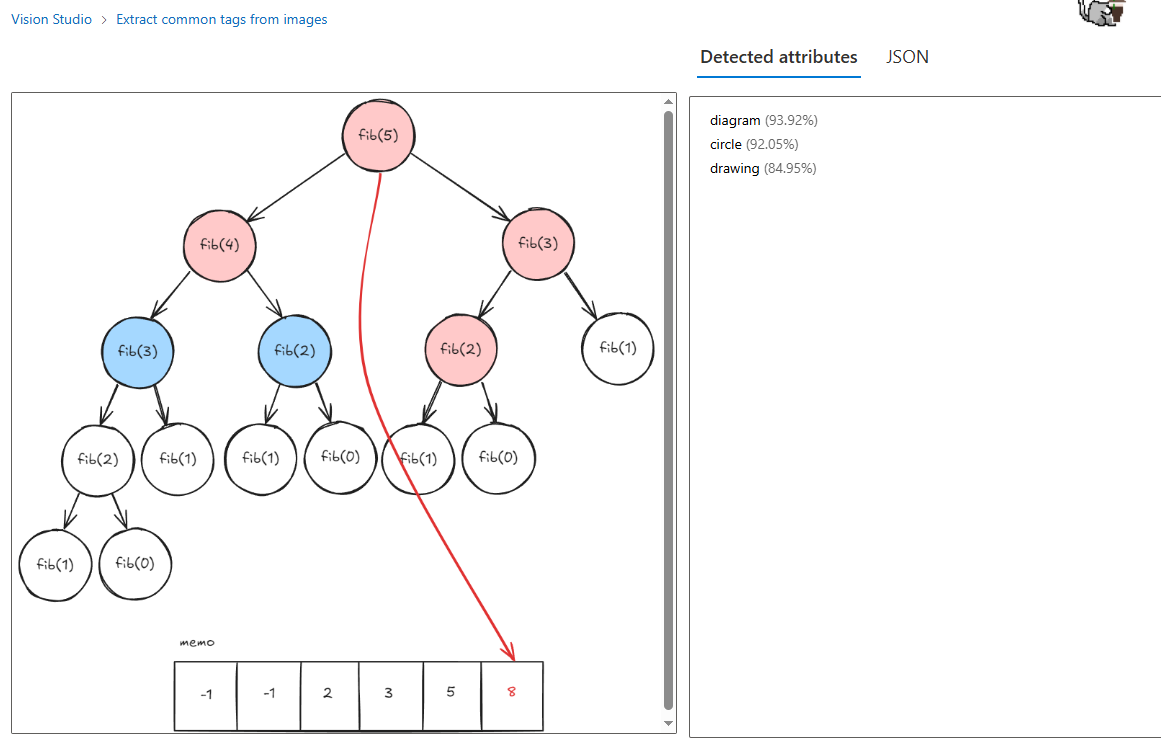 Vision Studio > Extract common tags from images
Detected attributes JSON
diagram (93.92%)
circle (92.05%)
drawing (84.95%)
fib(5)
fib(4) fib(3)
fib(3) fib(2) fib(2) fib(1)
fib(2) fib(1) fib(1) fib(0) fib(1) fib(0)
fib(1) fib(0)
memo
-1 -1 2 3 5 8